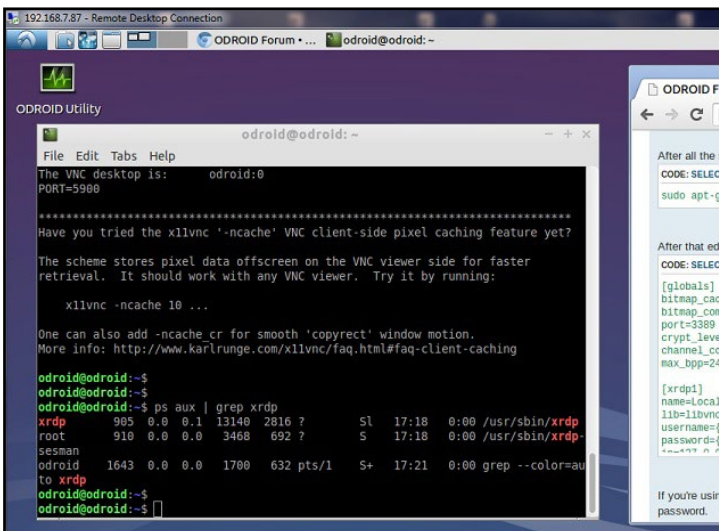 192.168.7.87 - Remote Desktop Connection
ODROID Forum • ...
odroid@odroid: ~
ODROID Utility
odroid@odroid: ~
File Edit Tabs Help
The VNC desktop is:      odroid:0
PORT=5900
******************************************************************************
Have you tried the x11vnc '-ncache' VNC client-side pixel caching feature yet?
The scheme stores pixel data offscreen on the VNC viewer side for faster
retrieval.  It should work with any VNC viewer.  Try it by running:
x11vnc -ncache 10 ...
One can also add -ncache_cr for smooth 'copyrect' window motion.
More info: http://www.karlrunge.com/x11vnc/faq.html#faq-client-caching
odroid@odroid:~$
odroid@odroid:~$
odroid@odroid:~$ ps aux | grep xrdp
xrdp       905  0.0  0.1  13140  2816 ?        Sl   17:18   0:00 /usr/sbin/xrdp
root       910  0.0  0.0   3468   692 ?        S    17:18   0:00 /usr/sbin/xrdp-
sesman
odroid    1643  0.0  0.0   1700   632 pts/1    S+   17:21   0:00 grep --color=au
to xrdp
odroid@odroid:~$
odroid@odroid:~$
ODROID F
After all the
CODE: SELEC
sudo apt-g
After that ed
CODE: SELEC
[globals]
bitmap_cac
bitmap_com
port=3389
crypt_leve
channel_co
max_bpp=24
[xrdp1]
name=Local
lib=libvnc
username={
password={
If you're usin
password.